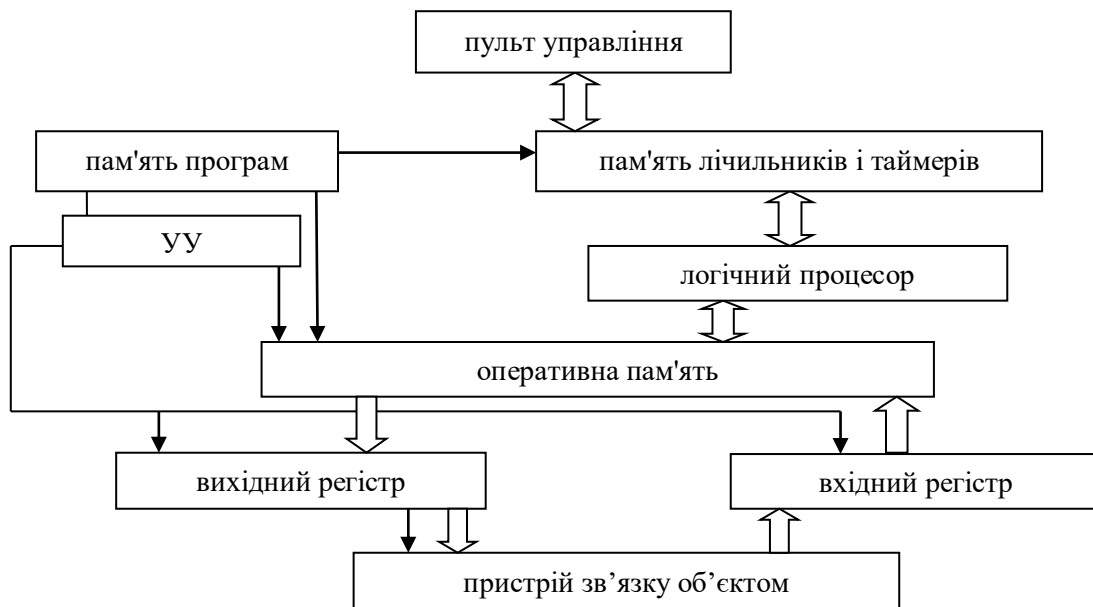 пульт управління
пам'ять програм
пам'ять лічильників і таймерів
УУ
логічний процесор
оперативна пам'ять
вихідний регістр
вхідний регістр
пристрій зв’язку об’єктом